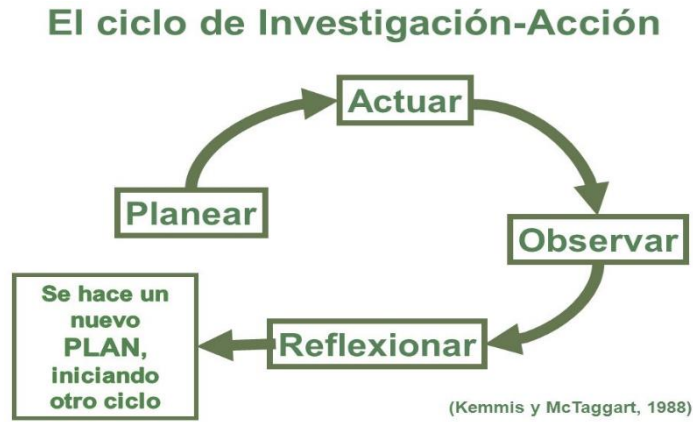 El ciclo de Investigación-Acción
Actuar
Planear
Observar
Reflexionar
Se hace un
nuevo
PLAN,
iniciando
otro ciclo
(Kemmis y McTaggart, 1988)